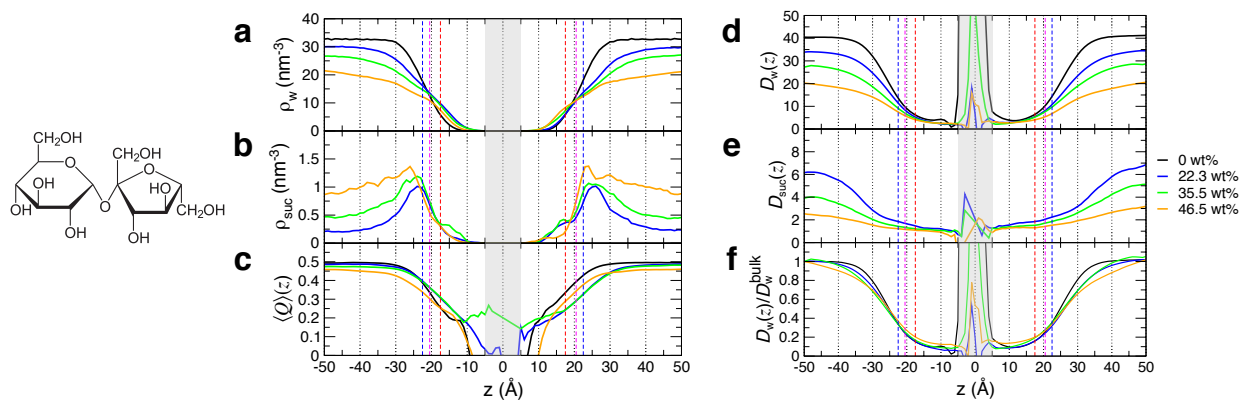 CH₂OH
O
OH
OH
OH
O
CH₂OH
O
OH
CH₂OH
OH
a
ρw (nm⁻³)
40
30
20
10
0
b
ρsuc (nm⁻³)
1.5
1
0.5
0
c
⟨Q⟩(z)
0.5
0.4
0.3
0.2
0.1
0
-50 -40 -30 -20 -10 0 10 20 30 40 50
z (Å)
d
Dw(z)
50
40
30
20
10
0
e
Dsuc(z)
8
6
4
2
f
Dw(z)/Dw^bulk
1
0.8
0.6
0.4
0.2
0
-50 -40 -30 -20 -10 0 10 20 30 40 50
z (Å)
0 wt%
22.3 wt%
35.5 wt%
46.5 wt%